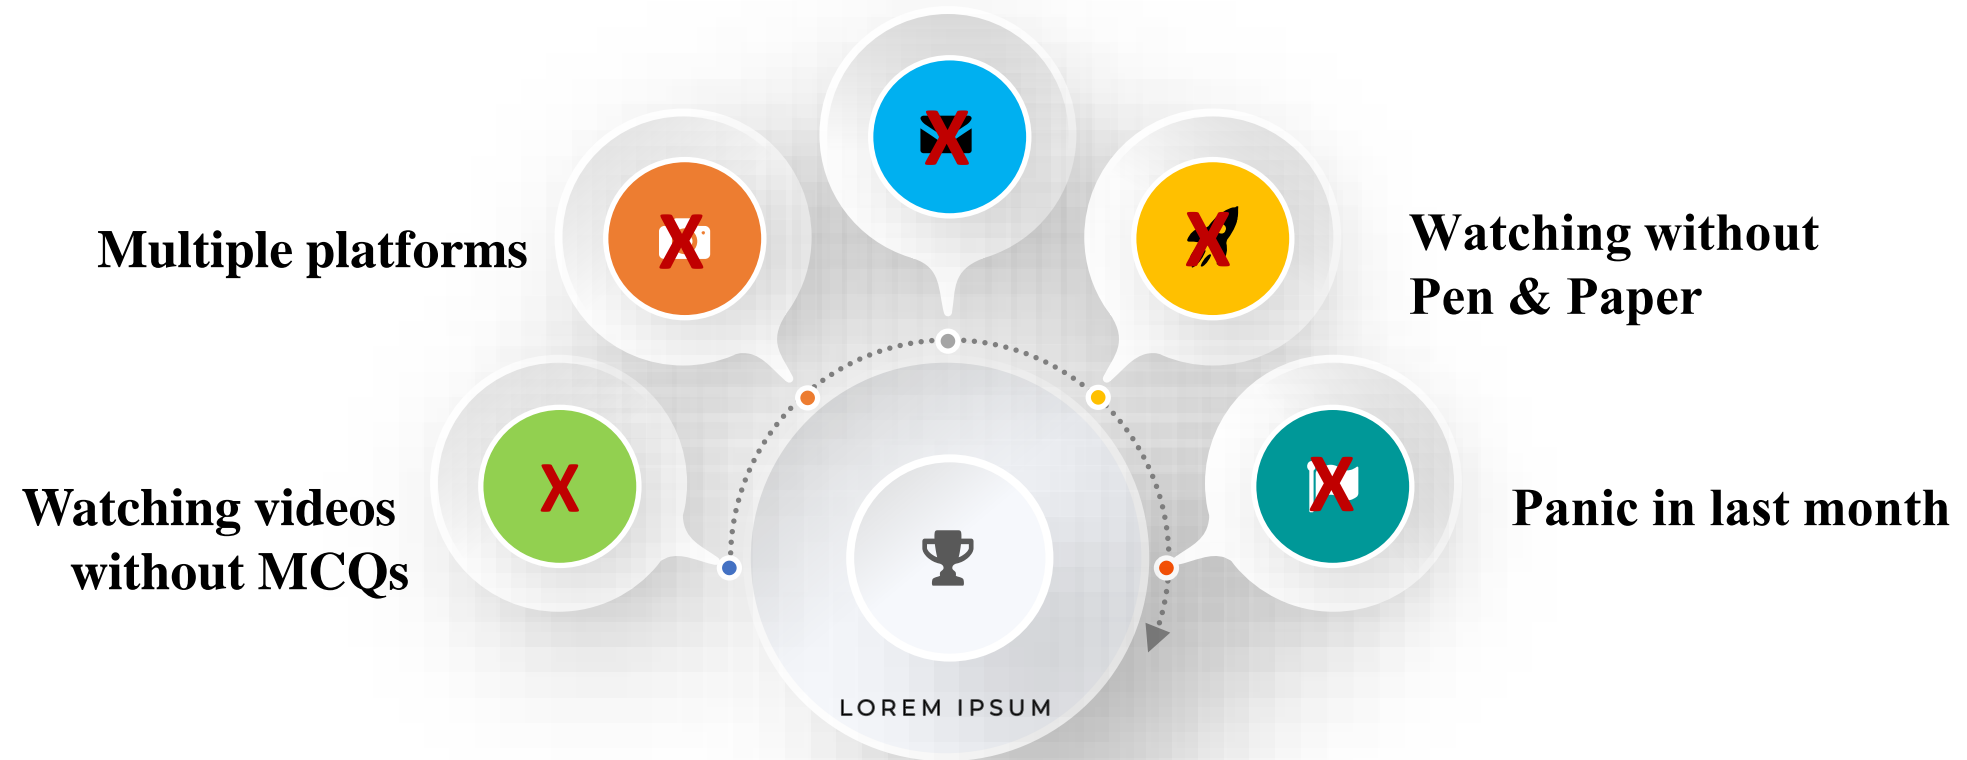 Multiple platforms
X
X
X
Watching without
Pen & Paper
Watching videos
without MCQs
X
X
Panic in last month
LOREM IPSUM